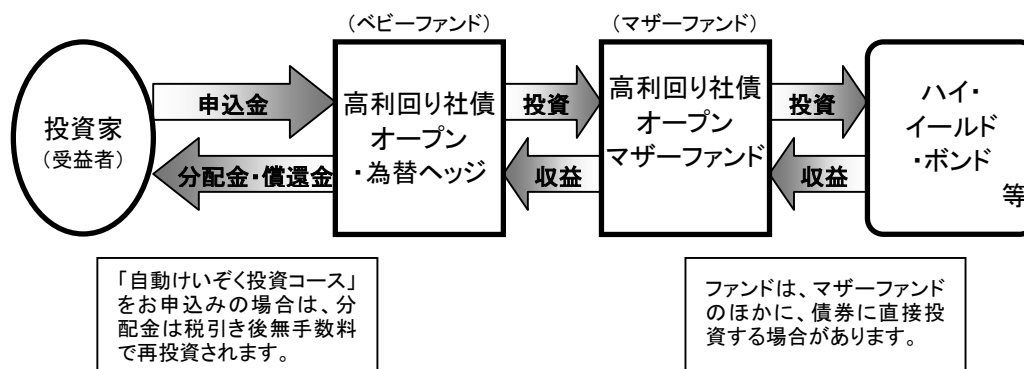 (ベビーファンド)
(マザーファンド)
投資家
(受益者)
申込金
分配金・償還金
高利回り社債
オープン
・為替ヘッジ
投資
収益
高利回り社債
オープン
マザーファンド
投資
収益
ハイ・
イールド
・ボンド
等
「自動けいぞく投資コース」
をお申込みの場合は、分
配金は税引き後無手数料
で再投資されます。
ファンドは、マザーファンド
のほかに、債券に直接投
資する場合があります。